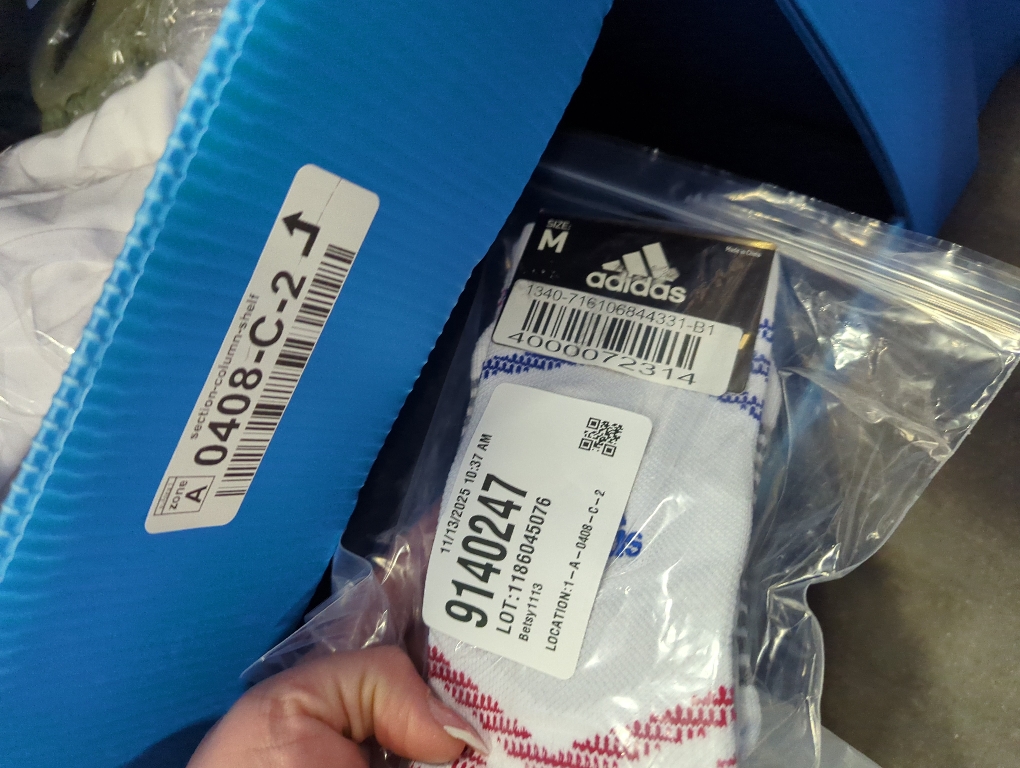 zone
A
section-column-shelf
0408-C-2
SIZE:
M
adidas
Made in China
1340-716106844331-B1
4000072314
11/13/2025 10:37 AM
9140247
LOT:1186045076
Betsy1113
LOCATION:1-A-0408-C-2